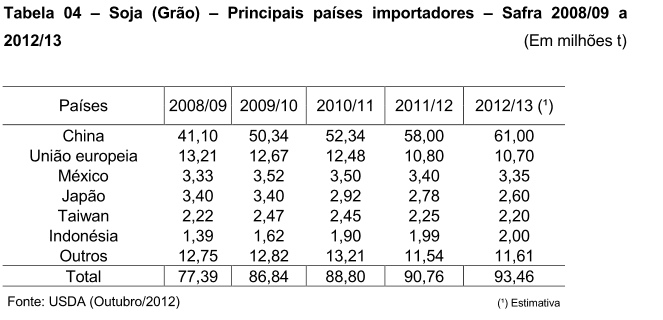 Tabela 04 – Soja (Grão) – Principais países importadores – Safra 2008/09 a
2012/13 (Em milhões t)
Países 2008/09 2009/10 2010/11 2011/12 2012/13 (¹)
China 41,10 50,34 52,34 58,00 61,00
União europeia 13,21 12,67 12,48 10,80 10,70
México 3,33 3,52 3,50 3,40 3,35
Japão 3,40 3,40 2,92 2,78 2,60
Taiwan 2,22 2,47 2,45 2,25 2,20
Indonésia 1,39 1,62 1,90 1,99 2,00
Outros 12,75 12,82 13,21 11,54 11,61
Total 77,39 86,84 88,80 90,76 93,46
Fonte: USDA (Outubro/2012) (¹) Estimativa